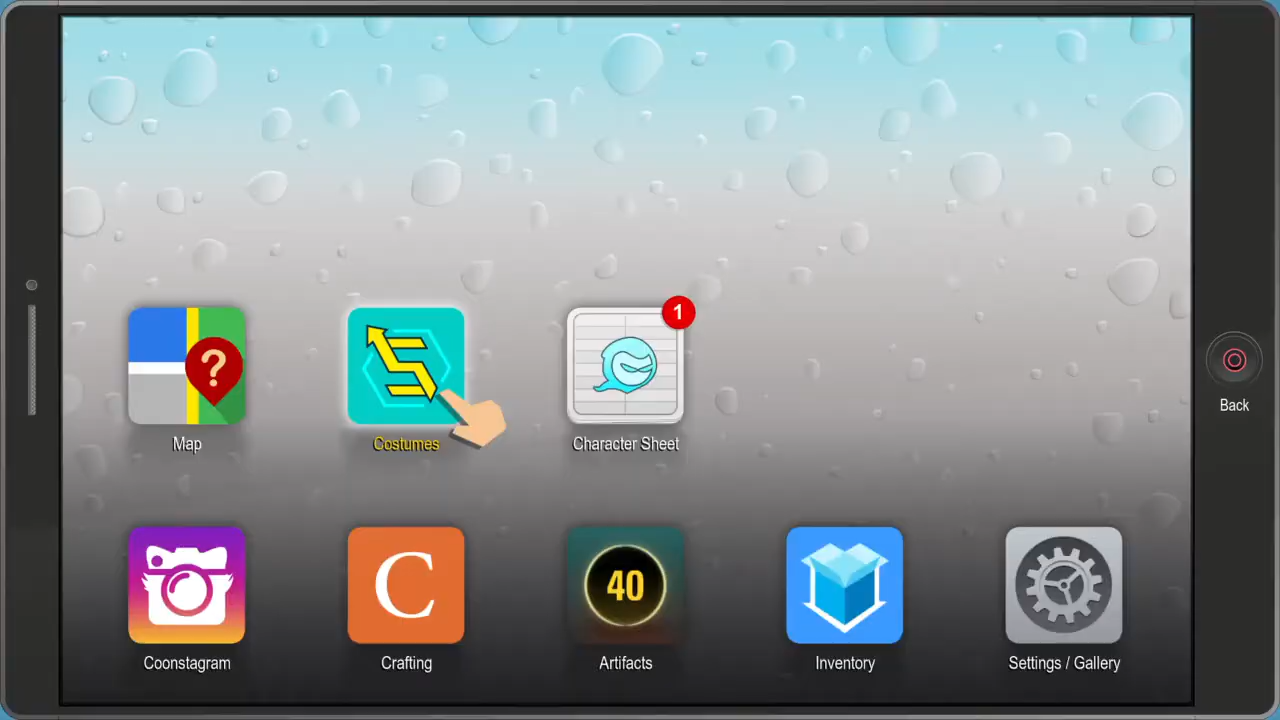 1
?
Map
Costumes
Character Sheet
Back
C
40
Coonstagram
Crafting
Artifacts
Inventory
Settings / Gallery